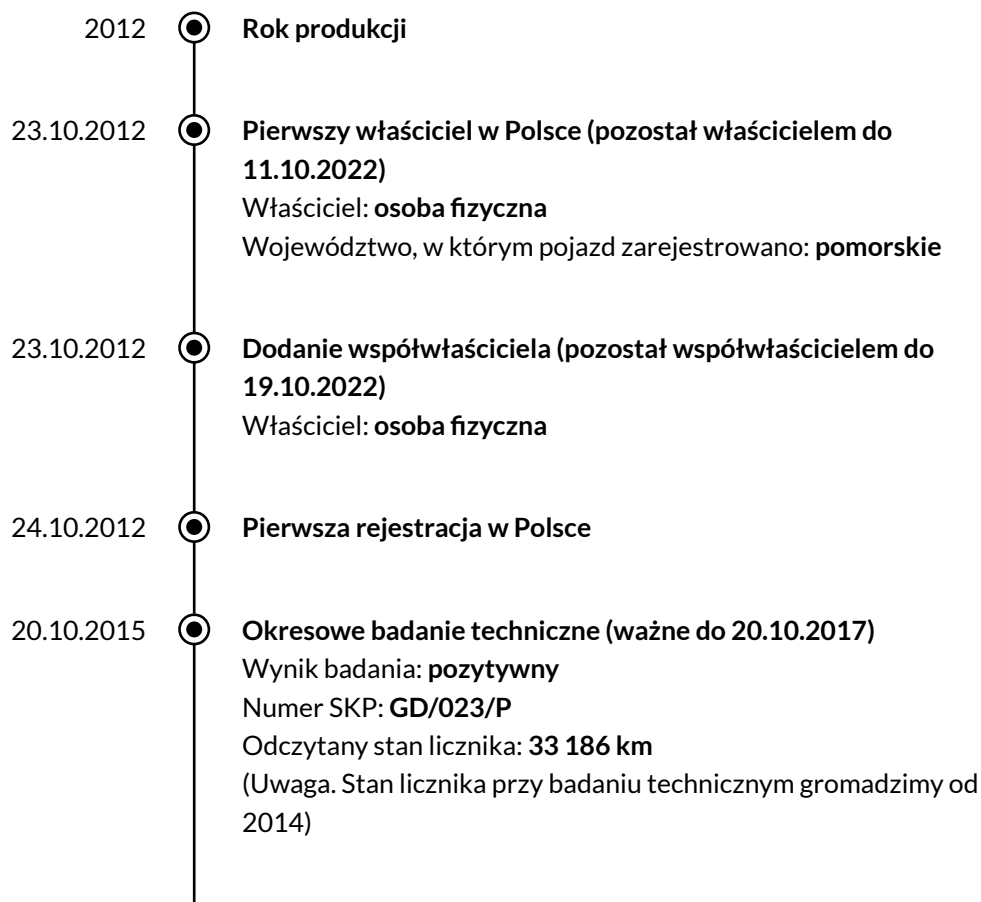 2012 Rok produkcji
23.10.2012 Pierwszy właściciel w Polsce (pozostał właścicielem do
11.10.2022)
Właściciel: osoba fizyczna
Województwo, w którym pojazd zarejestrowano: pomorskie
23.10.2012 Dodanie współwłaściciela (pozostał współwłaścicielem do
19.10.2022)
Właściciel: osoba fizyczna
24.10.2012 Pierwsza rejestracja w Polsce
20.10.2015 Okresowe badanie techniczne (ważne do 20.10.2017)
Wynik badania: pozytywny
Numer SKP: GD/023/P
Odczytany stan licznika: 33 186 km
(Uwaga. Stan licznika przy badaniu technicznym gromadzimy od
2014)